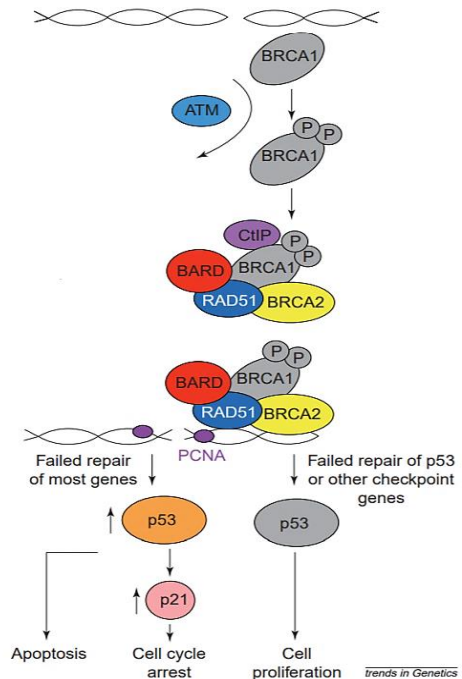 BRCA1
ATM
P
P
BRCA1
CtIP
P
P
BARD
BRCA1
RAD51
BRCA2
P
P
BARD
BRCA1
RAD51
BRCA2
PCNA
Failed repair
of most genes
Failed repair of p53
or other checkpoint
genes
p53
p53
p21
Apoptosis
Cell cycle
arrest
Cell
proliferation
trends in Genetics